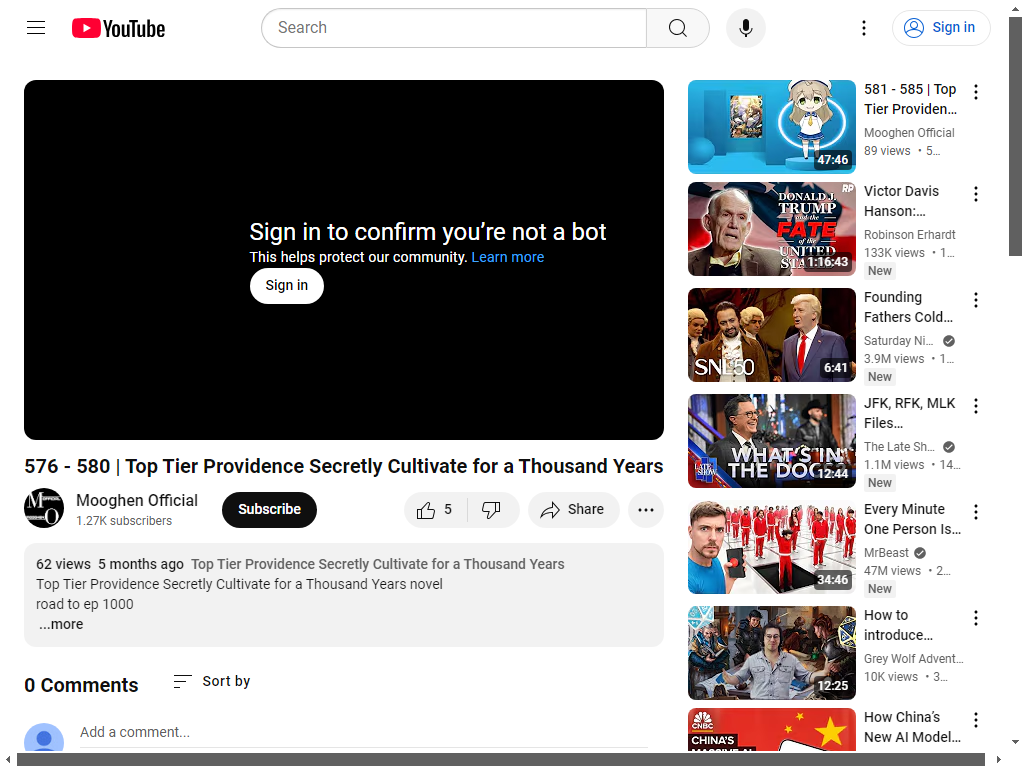 YouTube
Search
Sign in
Sign in to confirm you’re not a bot
This helps protect our community. Learn more
Sign in
576 - 580 | Top Tier Providence Secretly Cultivate for a Thousand Years
Mooghen Official
1.27K subscribers
Subscribe
5
Share
62 views 5 months ago Top Tier Providence Secretly Cultivate for a Thousand Years
Top Tier Providence Secretly Cultivate for a Thousand Years novel
road to ep 1000
...more
0 Comments
Sort by
Add a comment...
47:46
581 - 585 | Top
Tier Providen...
Mooghen Official
89 views • 5...
RP
DONALD J.
TRUMP
and the
FATE
of the
UNITED
1:16:43
Victor Davis
Hanson:...
Robinson Erhardt
133K views • 1...
New
SNL50
6:41
Founding
Fathers Cold...
Saturday Ni...
3.9M views • 1...
New
LATE
SHOW
WHAT'S IN
THE DOC
12:44
JFK, RFK, MLK
Files...
The Late Sh...
1.1M views • 14...
New
34:46
Every Minute
One Person Is...
MrBeast
47M views • 2...
New
12:25
How to
introduce...
Grey Wolf Advent...
10K views • 3...
CNBC
CHINA'S
How China’s
New AI Model...